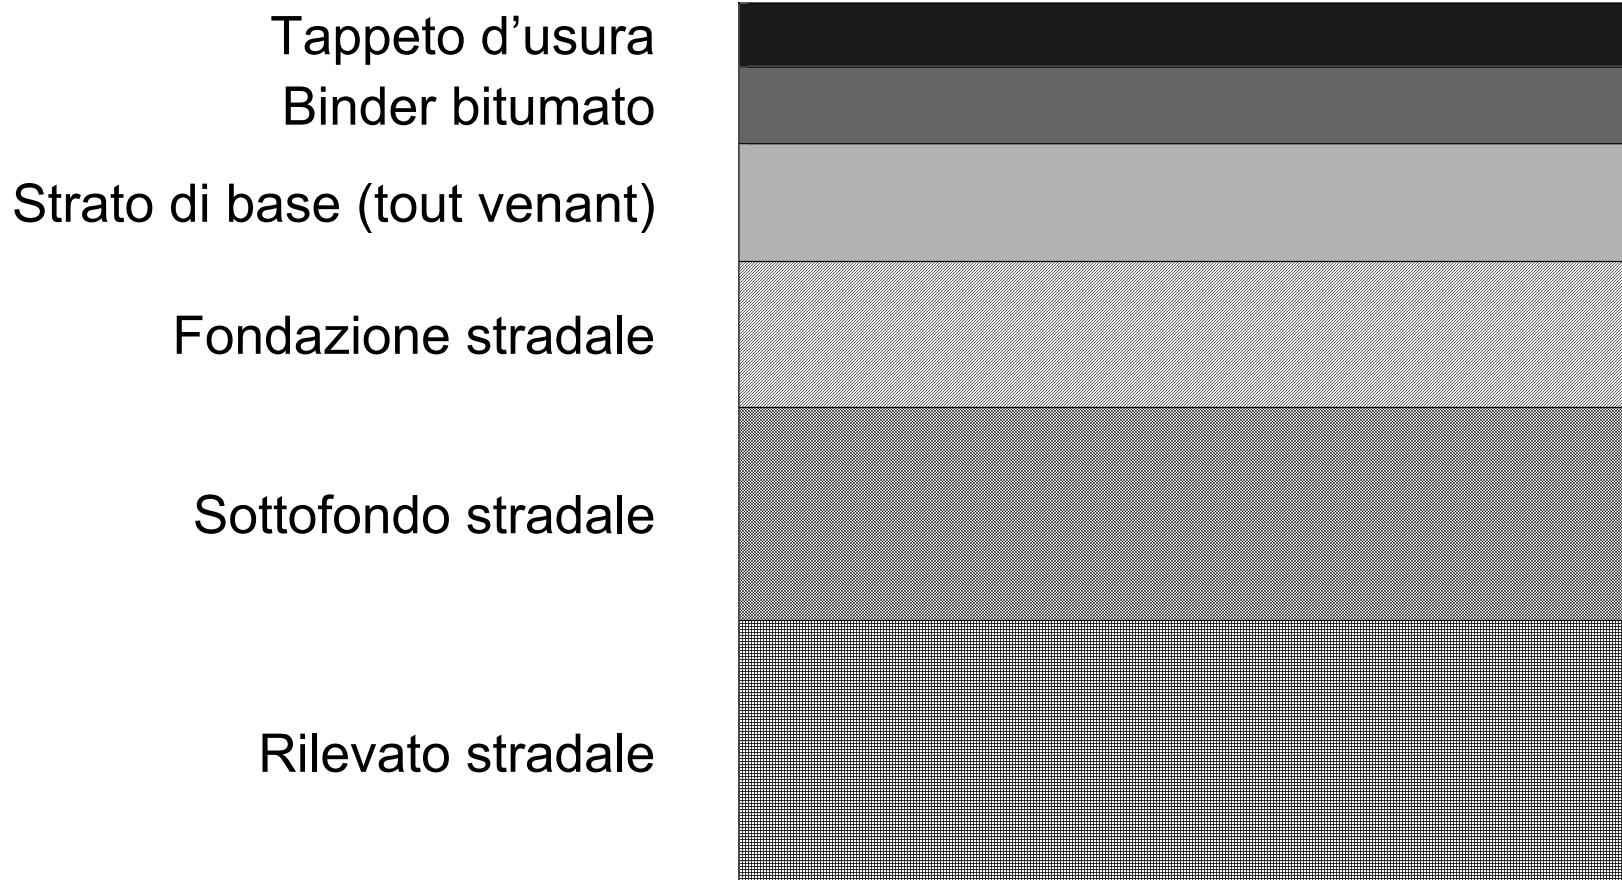 Tappeto d’usura
Binder bitumato
Strato di base (tout venant)
Fondazione stradale
Sottofondo stradale
Rilevato stradale